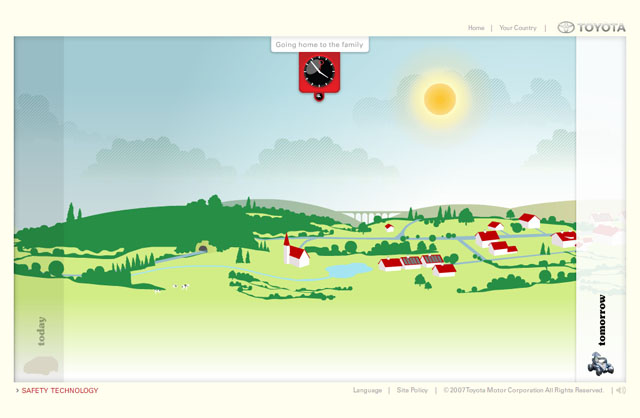 Home | Your Country | TOYOTA
Going home to the family
today
tomorrow
> SAFETY TECHNOLOGY
Language | Site Policy | ©2007 Toyota Motor Corporation All Rights Reserved. |